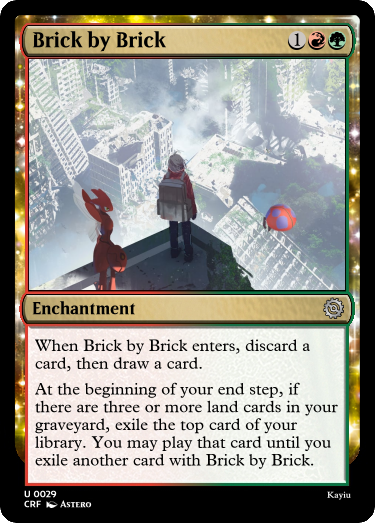 Brick by Brick 1
Enchantment
When Brick by Brick enters, discard a
card, then draw a card.
At the beginning of your end step, if
there are three or more land cards in your
graveyard, exile the top card of your
library. You may play that card until you
exile another card with Brick by Brick.
U 0029
CRF Astero
Kayiu